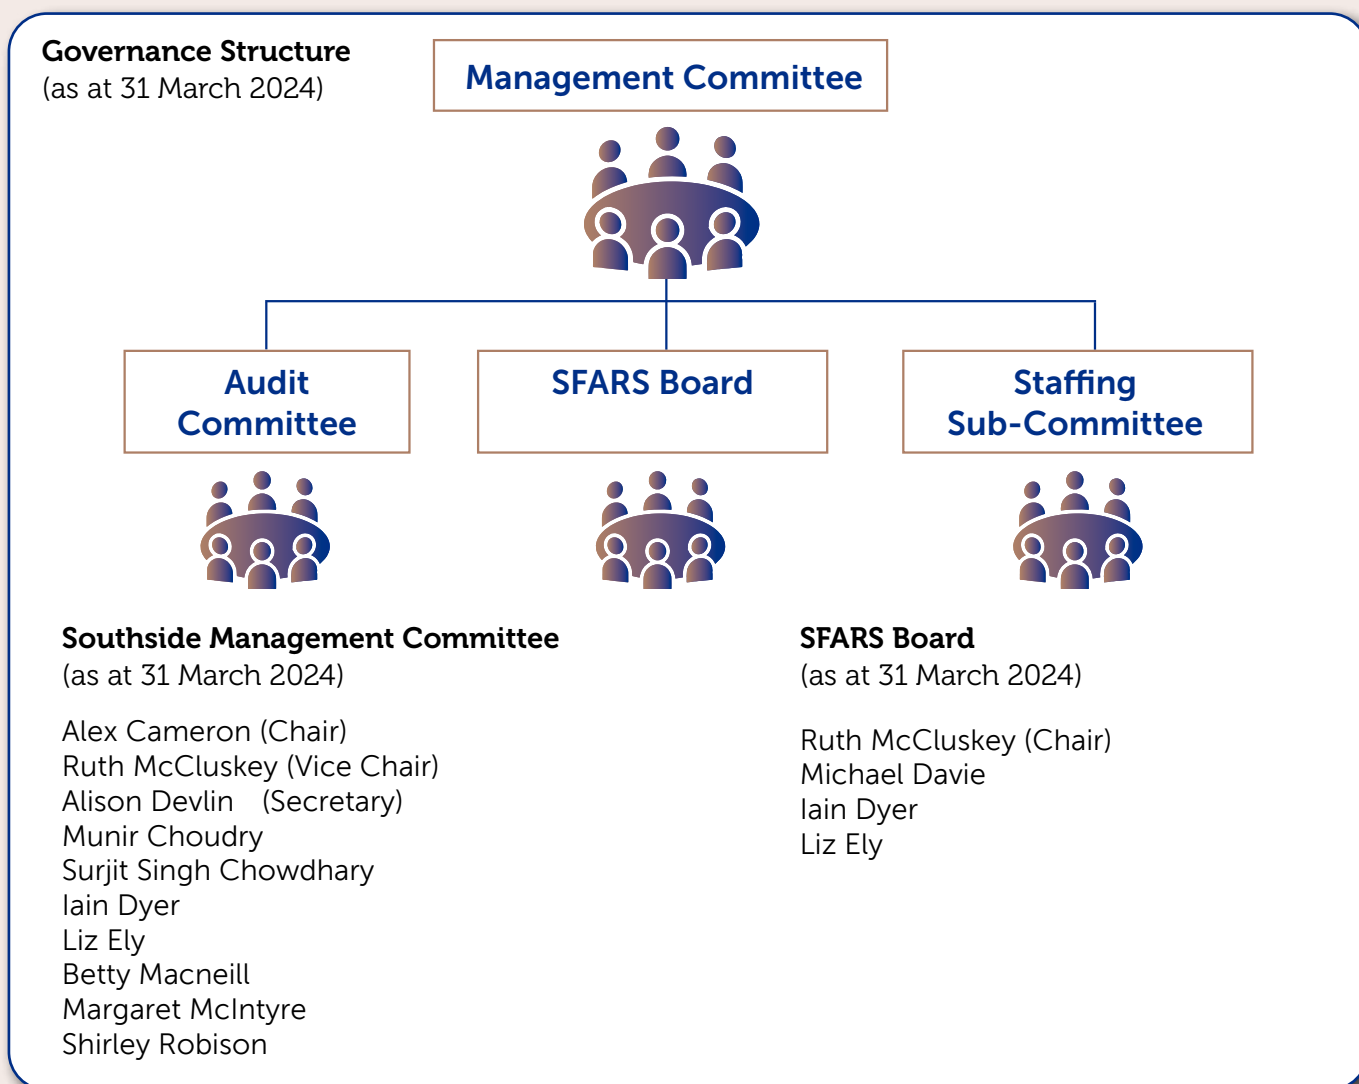 Governance Structure
(as at 31 March 2024)
Management Committee
Audit
Committee
SFARS Board
Staffing
Sub-Committee
Southside Management Committee
(as at 31 March 2024)
Alex Cameron (Chair)
Ruth McCluskey (Vice Chair)
Alison Devlin (Secretary)
Munir Choudry
Surjit Singh Chowdhary
Iain Dyer
Liz Ely
Betty Macneill
Margaret McIntyre
Shirley Robison
SFARS Board
(as at 31 March 2024)
Ruth McCluskey (Chair)
Michael Davie
Iain Dyer
Liz Ely